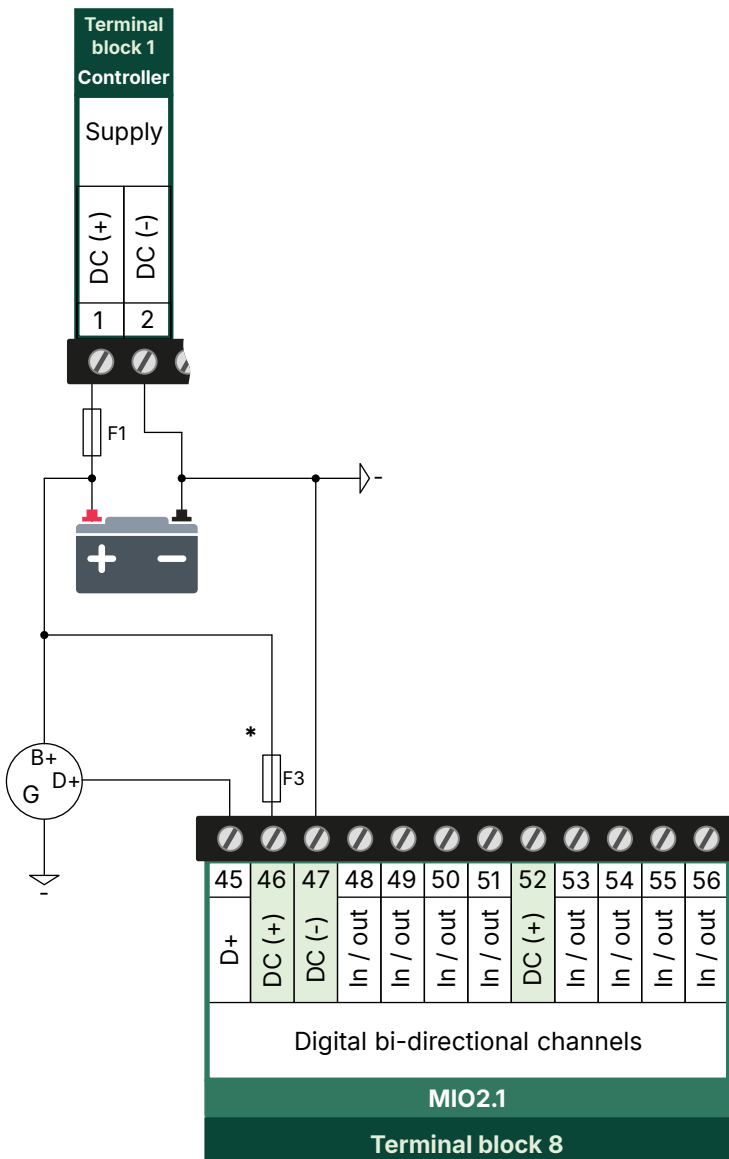 Terminal
block 1
Controller
Supply
DC (+) DC (-)
1 2
F1
-
+ -
*
B+
D+
G
F3
-
45 46 47 48 49 50 51 52 53 54 55 56
D+ DC (+) DC (-) In / out In / out In / out In / out DC (+) In / out In / out In / out In / out
Digital bi-directional channels
MIO2.1
Terminal block 8